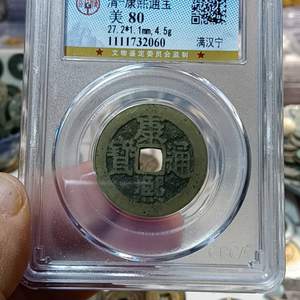 清·康熙通宝
美 80
27.2*1.1mm, 4.5g
1111732060
满汉宁
文物鉴定委员会监制
康熙通寶